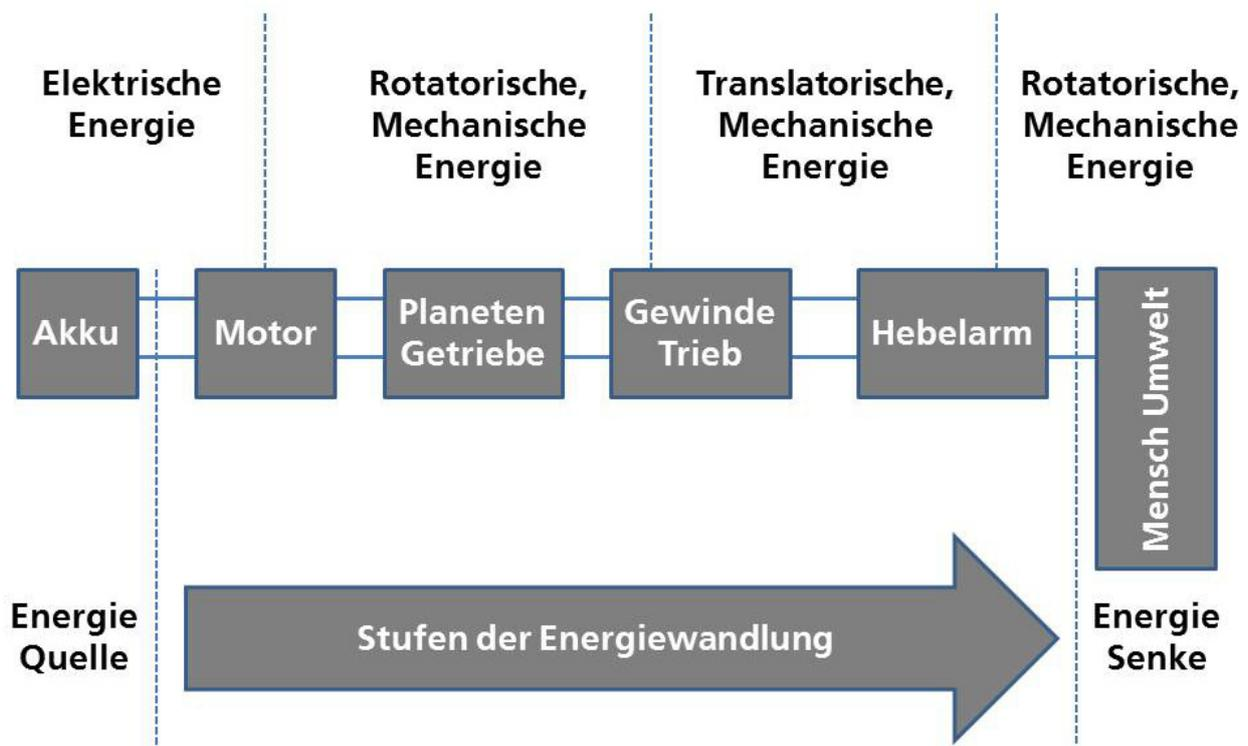 Elektrische
Energie
Rotatorische,
Mechanische
Energie
Translatorische,
Mechanische
Energie
Rotatorische,
Mechanische
Energie
Akku
Motor
Planeten
Getriebe
Gewinde
Trieb
Hebelarm
Mensch Umwelt
Energie
Quelle
Stufen der Energiewandlung
Energie
Senke